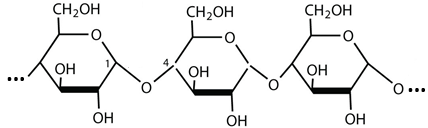 CH₂OH CH₂OH CH₂OH
O O O
1 4
OH OH OH
... O O O ...
OH OH OH